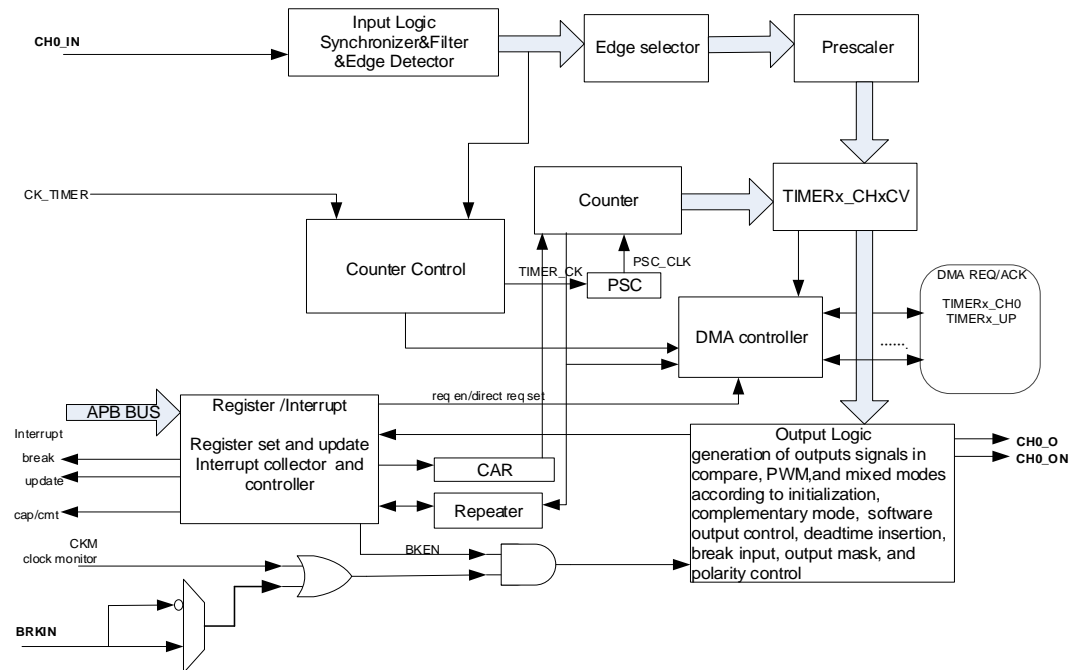 CH0_IN
Input Logic
Synchronizer&Filter
&Edge Detector
Edge selector
Prescaler
CK_TIMER
Counter Control
Counter
TIMERx_CHxCV
TIMER_CK
PSC_CLK
PSC
DMA REQ/ACK
TIMERx_CH0
TIMERx_UP
.......
DMA controller
APB BUS
Register /Interrupt
Register set and update
Interrupt collector and
controller
req en/direct req set
Interrupt
break
update
cap/cmt
CAR
Repeater
Output Logic
generation of outputs signals in
compare, PWM,and mixed modes
according to initialization,
complementary mode, software
output control, deadtime insertion,
break input, output mask, and
polarity control
CH0_O
CH0_ON
CKM
clock monitor
BKEN
BRKIN